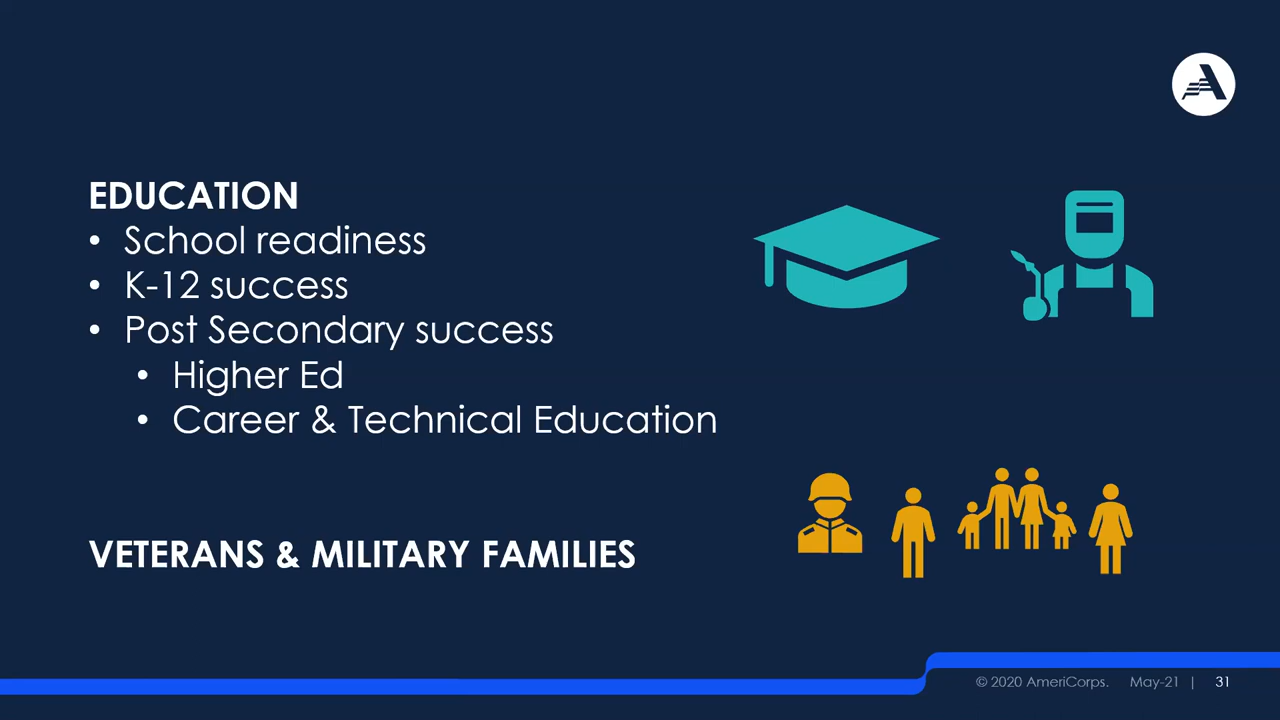 EDUCATION
• School readiness
• K-12 success
• Post Secondary success
• Higher Ed
• Career & Technical Education
VETERANS & MILITARY FAMILIES
© 2020 AmeriCorps. May-21 | 31